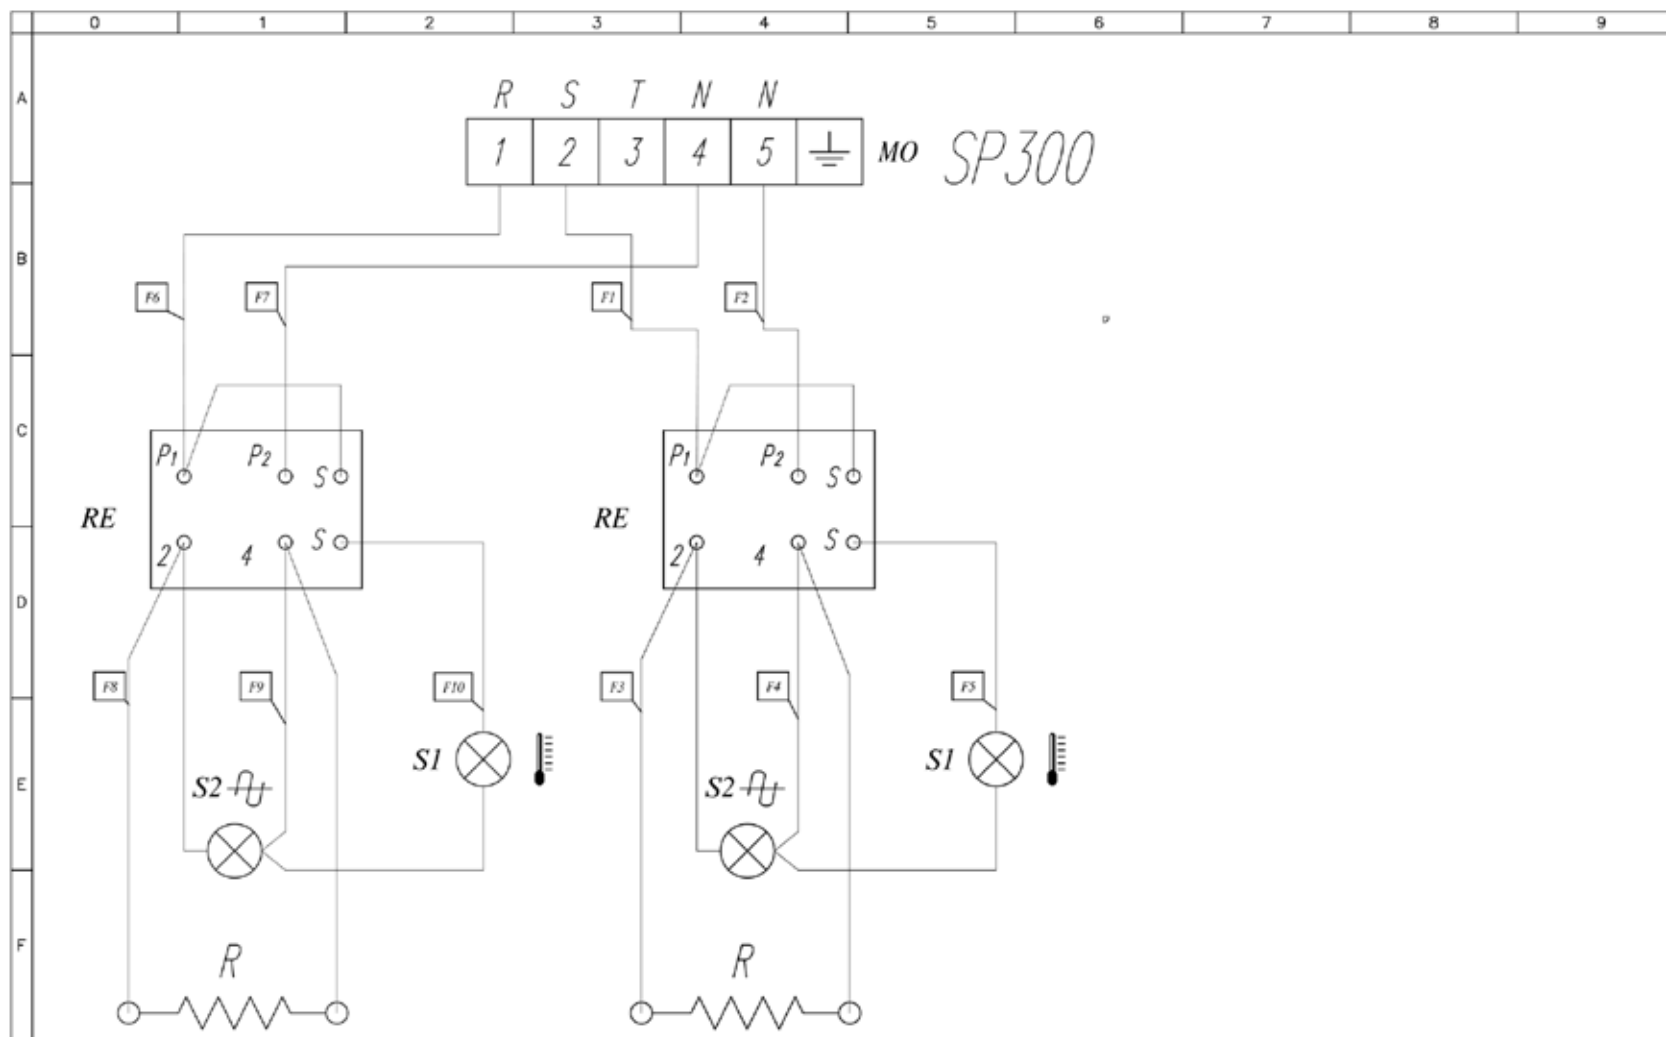 0 1 2 3 4 5 6 7 8 9
A
R S T N N
1 2 3 4 5 MO SP300
B
F6 F7 F1 F2
C
P1 P2 S P1 P2 S
RE RE
2 4 S 2 4 S
D
F8 F9 F10 F3 F4 F5
S1 S1
E
S2 S2
F
R R